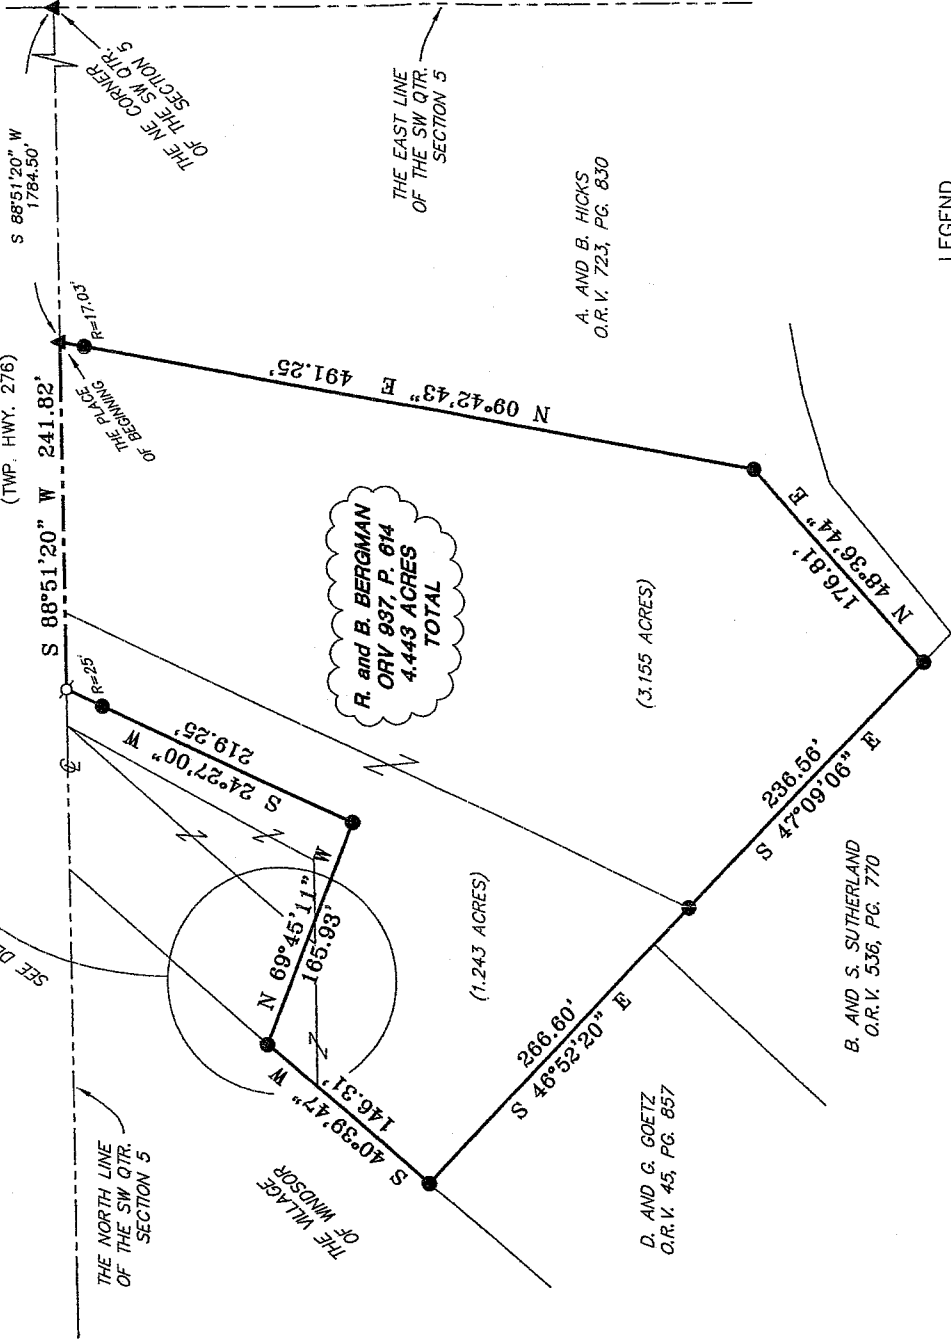 S 88°51'20" W
1784.50'
THE NE CORNER
OF THE SW QTR.
SECTION 5
THE EAST LINE
OF THE SW QTR.
SECTION 5
A. AND B. HICKS
O.R.V. 723, PG. 830
LEGEND
(TWP. HWY. 276)
S 88°51'20" W 241.82'
THE PLACE
OF BEGINNING
R=17.03'
N 09°42'43" E 491.25'
R=25'
S 24°27'00" W
219.25'
R. and B. BERGMAN
ORV 937, P. 614
4.443 ACRES
TOTAL
N 48°36'44" E
176.81'
(3.155 ACRES)
236.56'
S 47°09'06" E
N 69°45'11" W
165.93'
(1.243 ACRES)
SEE
266.60'
S 46°52'20" E
B. AND S. SUTHERLAND
O.R.V. 536, PG. 770
S 40°39'47" W
146.31'
THE NORTH LINE
OF THE SW QTR.
SECTION 5
THE VILLAGE
OF WINDSOR
D. AND G. GOETZ
O.R.V. 45, PG. 857